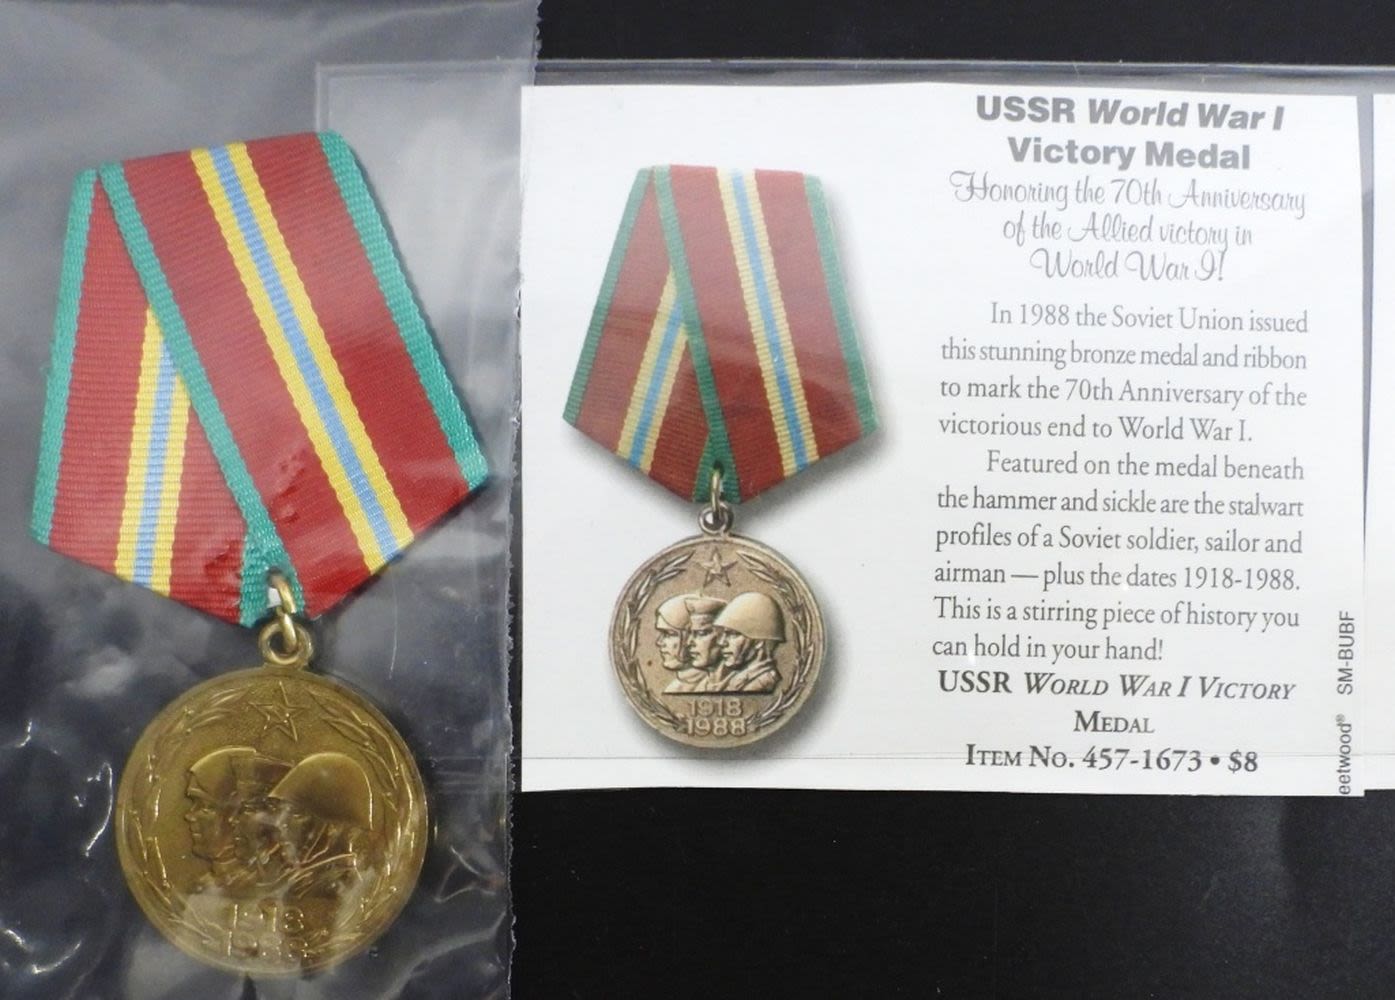 USSR World War I
Victory Medal
Honoring the 70th Anniversary
of the Allied victory in
World War I!
In 1988 the Soviet Union issued
this stunning bronze medal and ribbon
to mark the 70th Anniversary of the
victorious end to World War I.
Featured on the medal beneath
the hammer and sickle are the stalwart
profiles of a Soviet soldier, sailor and
airman — plus the dates 1918-1988.
This is a stirring piece of history you
can hold in your hand!
USSR WORLD WAR I VICTORY
MEDAL
ITEM NO. 457-1673 • $8
eetwood® SM-BUBF
1918
1988
1918
1988